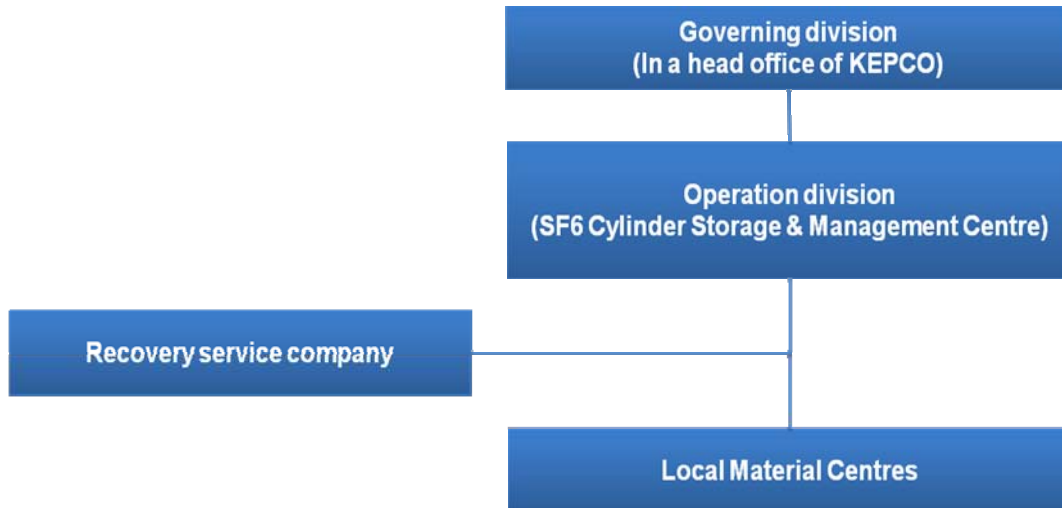 Governing division
(In a head office of KEPCO)
Operation division
(SF6 Cylinder Storage & Management Centre)
Recovery service company
Local Material Centres